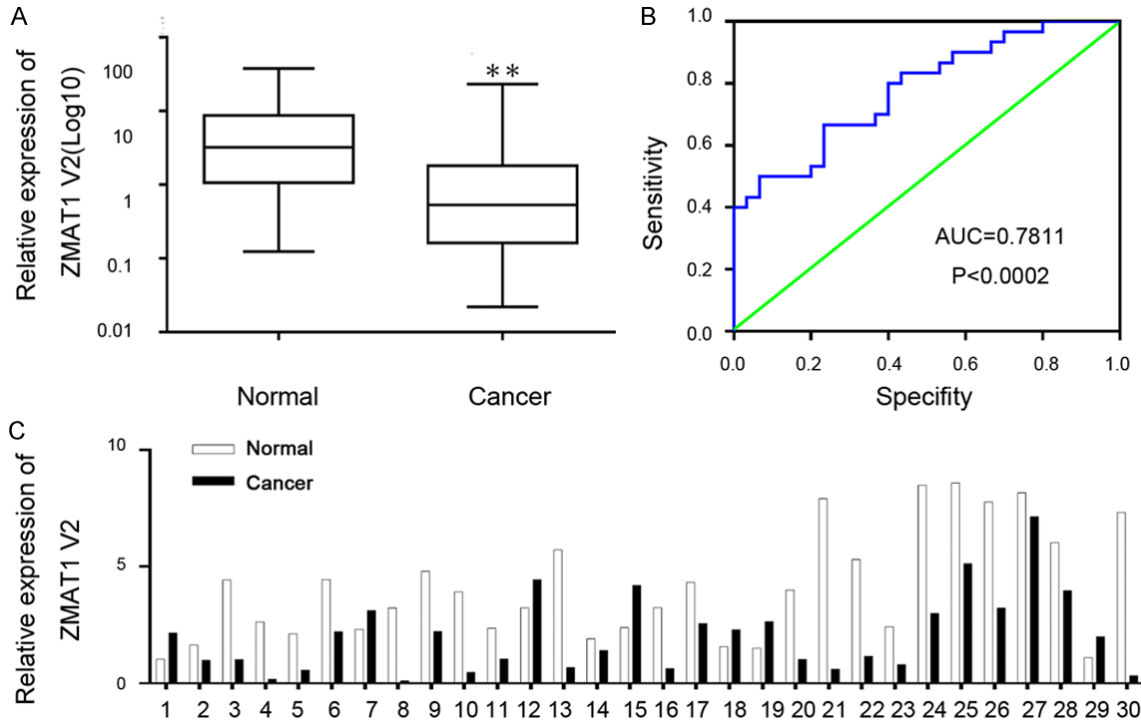 A
Relative expression of
ZMAT1 V2(Log10)
100
10
1
0.1
0.01
**
Normal
Cancer
B
Sensitivity
1.0
0.8
0.6
0.4
0.2
0.0
AUC=0.7811
P<0.0002
0.0 0.2 0.4 0.6 0.8 1.0
Specifity
C
Relative expression of
ZMAT1 V2
10
5
0
Normal
Cancer
1 2 3 4 5 6 7 8 9 10 11 12 13 14 15 16 17 18 19 20 21 22 23 24 25 26 27 28 29 30